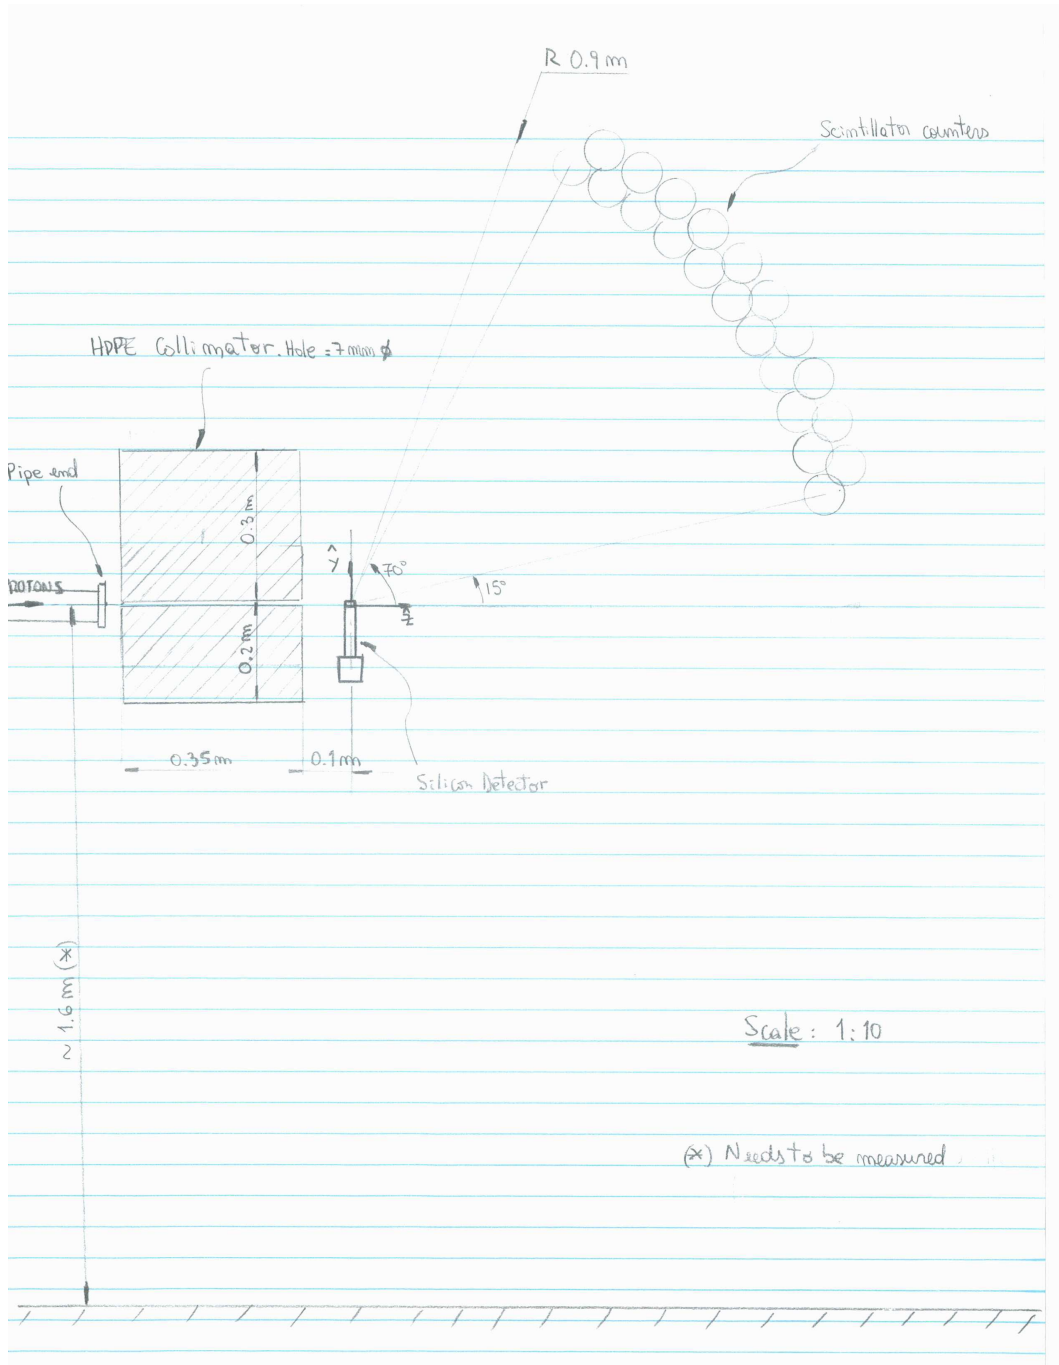 R 0.9 m
Scintillator counters
HDPE Collimator. Hole = 7 mm ϕ
Pipe end
0.3 m
ŷ
70°
15°
ROTONS
ẑ
0.2 m
0.35 m
0.1 m
Silicon Detector
~ 1.6 m (*)
Scale : 1:10
(*) Needs to be measured